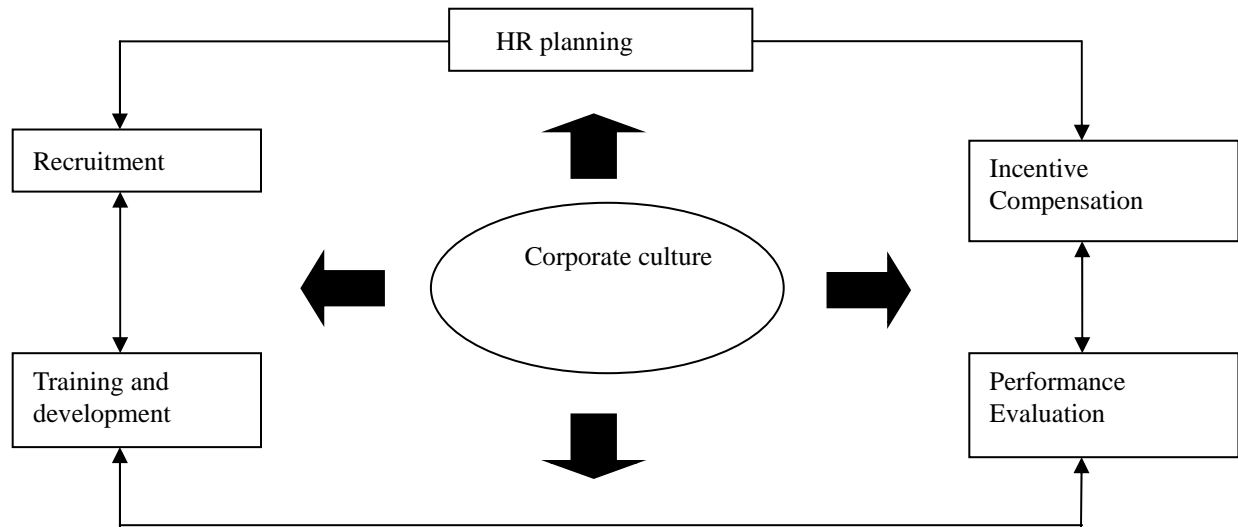 HR planning
Recruitment
Incentive
Compensation
Corporate culture
Training and
development
Performance
Evaluation